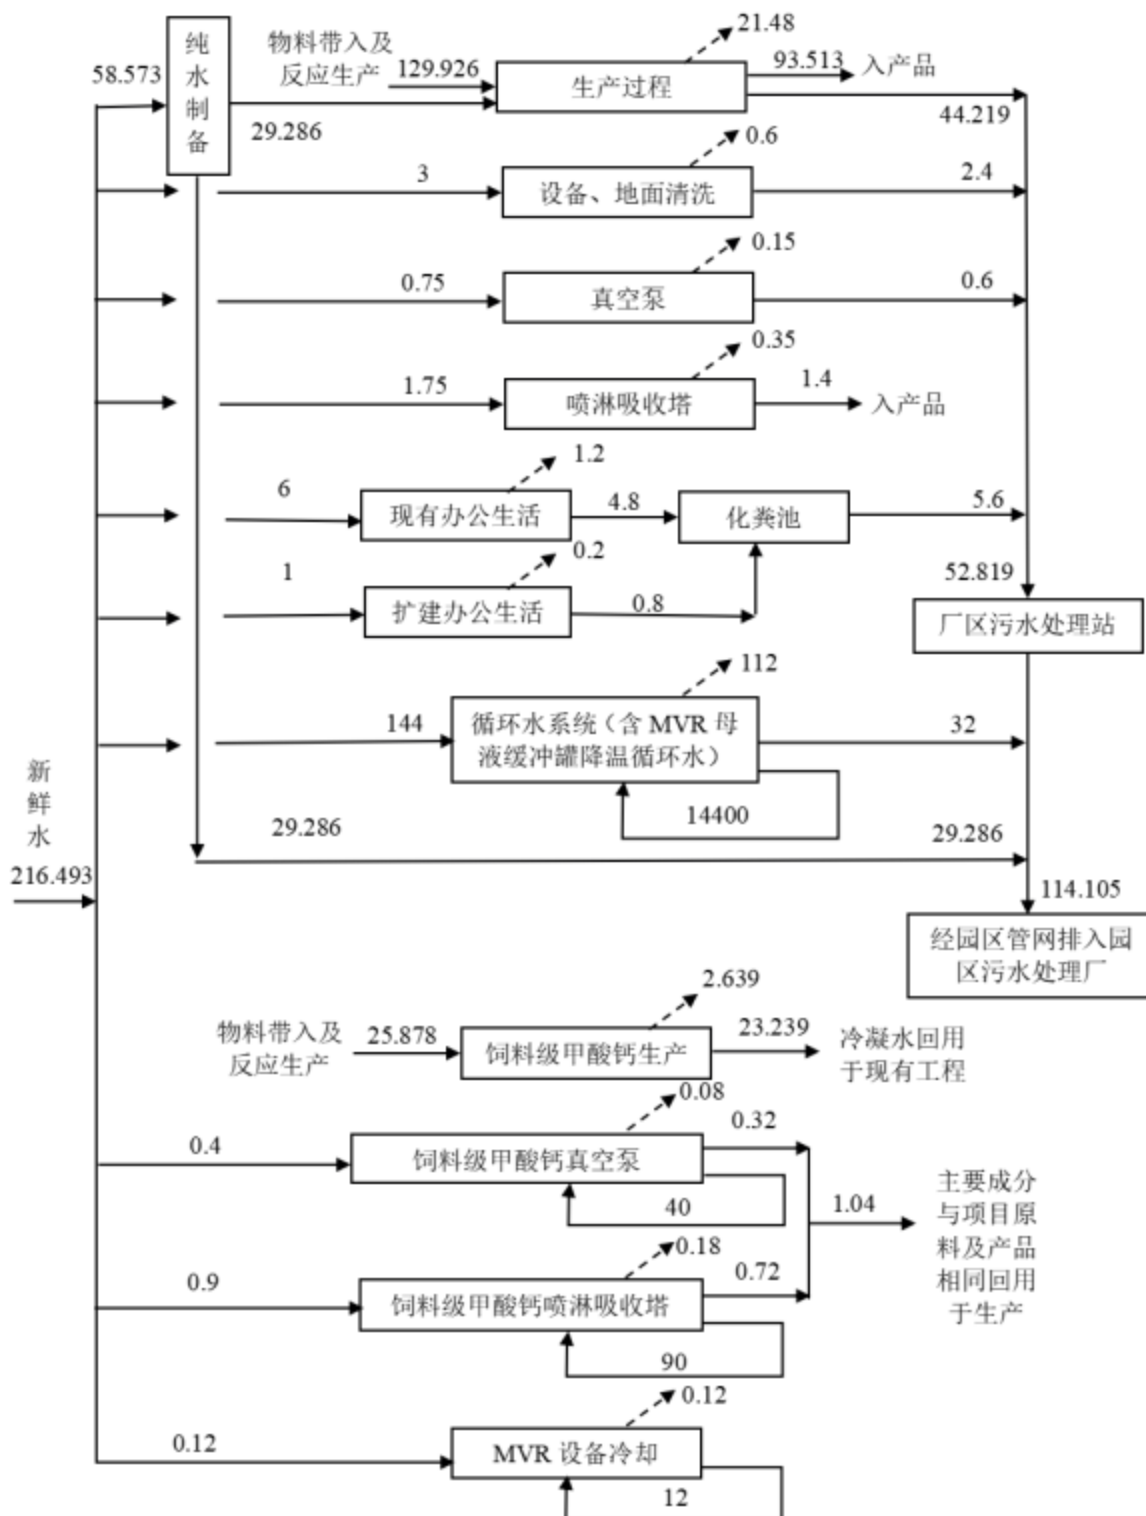 纯
水
制
备
58.573
物料带入及
反应生产
129.926
29.286
生产过程
21.48
93.513
入产品
44.219
3
设备、地面清洗
0.6
2.4
0.75
真空泵
0.15
0.6
1.75
喷淋吸收塔
0.35
1.4
入产品
6
现有办公生活
1.2
4.8
化粪池
5.6
1
扩建办公生活
0.2
0.8
52.819
厂区污水处理站
144
循环水系统（含 MVR 母
液缓冲罐降温循环水）
112
32
14400
新
鲜
水
216.493
29.286
29.286
114.105
经园区管网排入园
区污水处理厂
物料带入及
反应生产
25.878
饲料级甲酸钙生产
2.639
23.239
冷凝水回用
于现有工程
0.4
饲料级甲酸钙真空泵
0.08
0.32
40
1.04
主要成分
与项目原
料及产品
相同回用
于生产
0.9
饲料级甲酸钙喷淋吸收塔
0.18
0.72
90
0.12
MVR 设备冷却
0.12
12